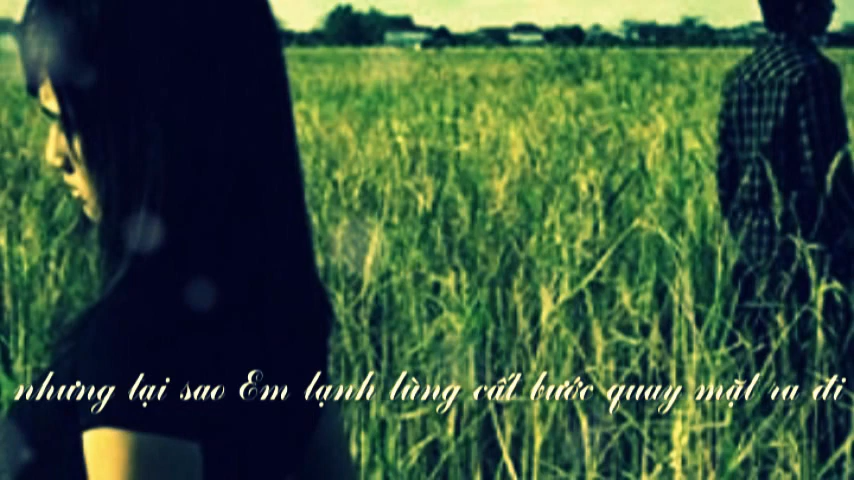 nhưng lại sao Em lạnh lùng cất bước quay mặt ra đi